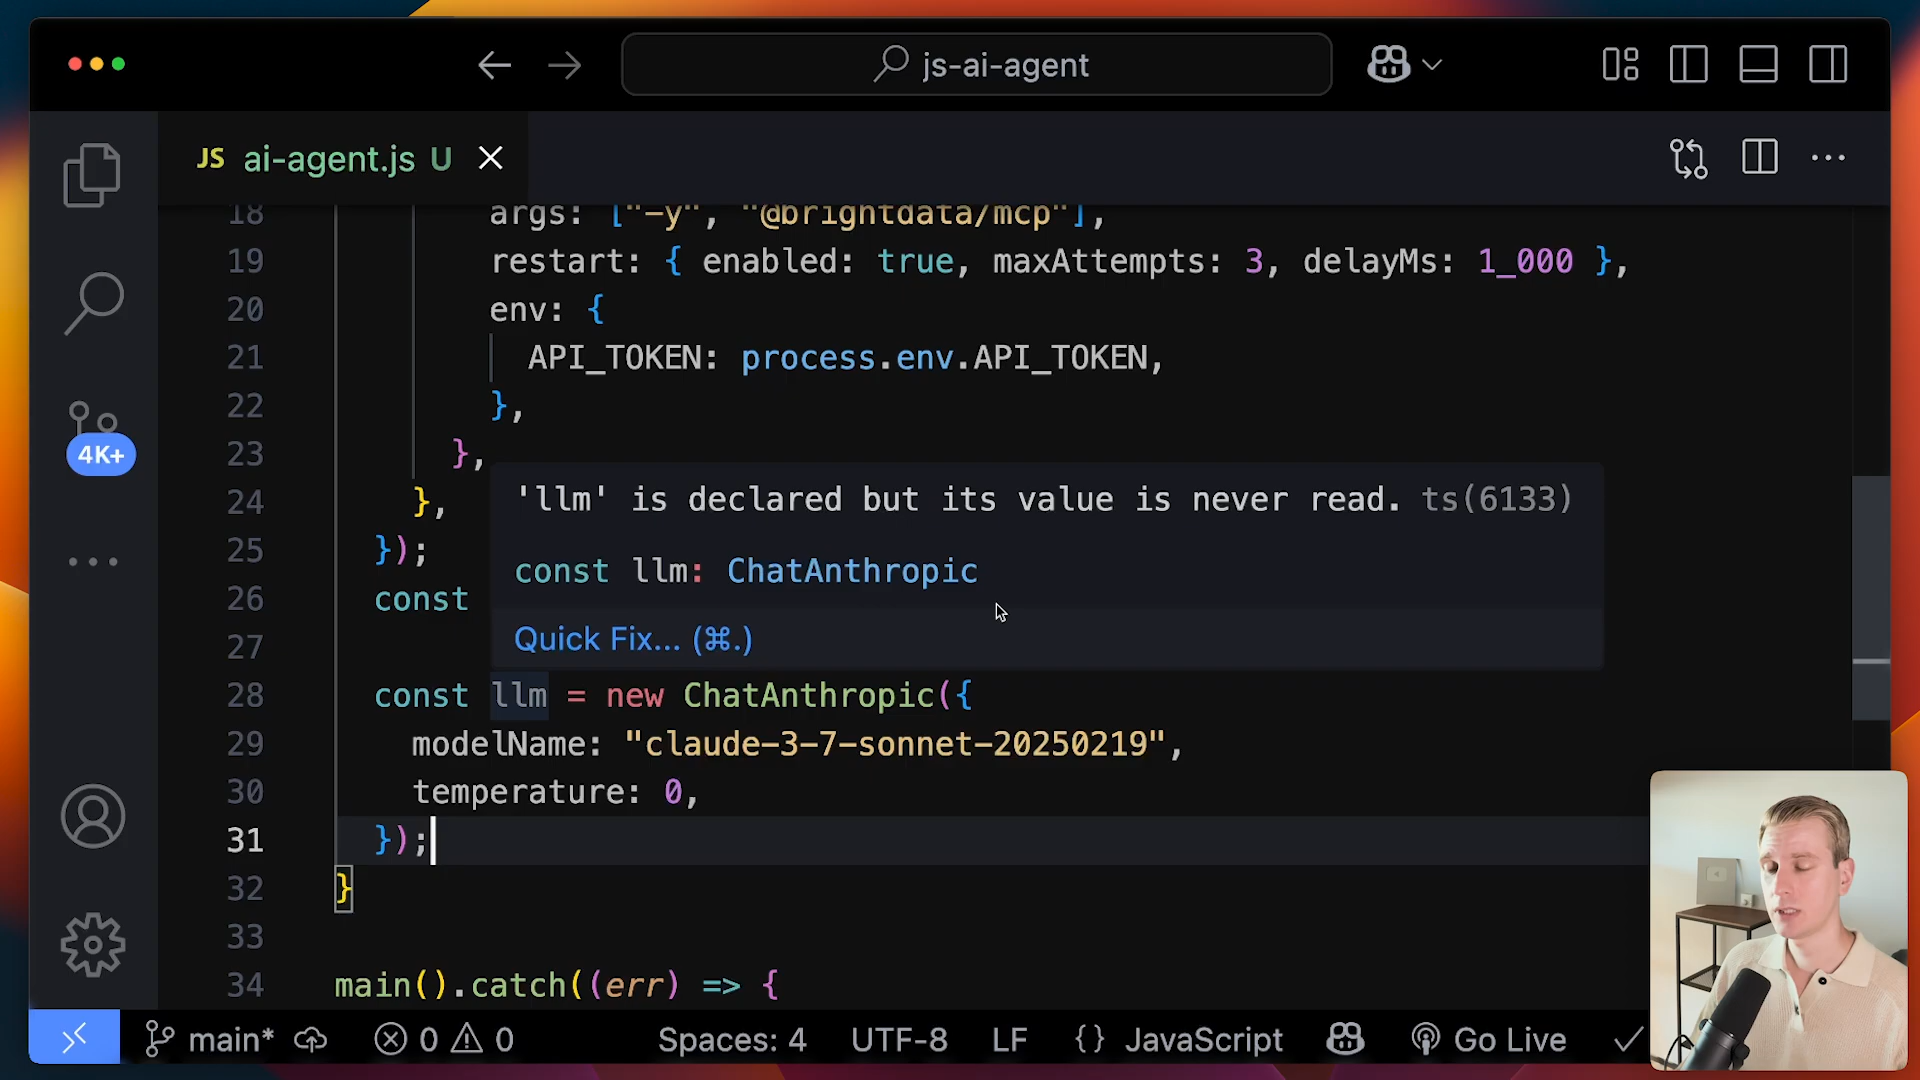 js-ai-agent
JS ai-agent.js U
18 args: ["-y", "@brightdata/mcp"],
19 restart: { enabled: true, maxAttempts: 3, delayMs: 1_000 },
20 env: {
21 API_TOKEN: process.env.API_TOKEN,
22 },
23 },
24 },
25 });
26 const
27
28 const llm = new ChatAnthropic({
29 modelName: "claude-3-7-sonnet-20250219",
30 temperature: 0,
31 });
32 }
33
34 main().catch((err) => {
'llm' is declared but its value is never read. ts(6133)
const llm: ChatAnthropic
Quick Fix... (⌘.)
4K+
main* 0 0 Spaces: 4 UTF-8 LF {} JavaScript Go Live